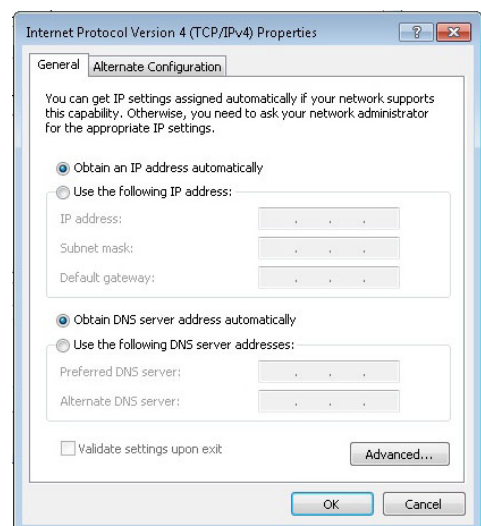 Internet Protocol Version 4 (TCP/IPv4) Properties
General
Alternate Configuration
You can get IP settings assigned automatically if your network supports
this capability. Otherwise, you need to ask your network administrator
for the appropriate IP settings.
Obtain an IP address automatically
Use the following IP address:
IP address:
Subnet mask:
Default gateway:
Obtain DNS server address automatically
Use the following DNS server addresses:
Preferred DNS server:
Alternate DNS server:
Validate settings upon exit
Advanced...
OK
Cancel